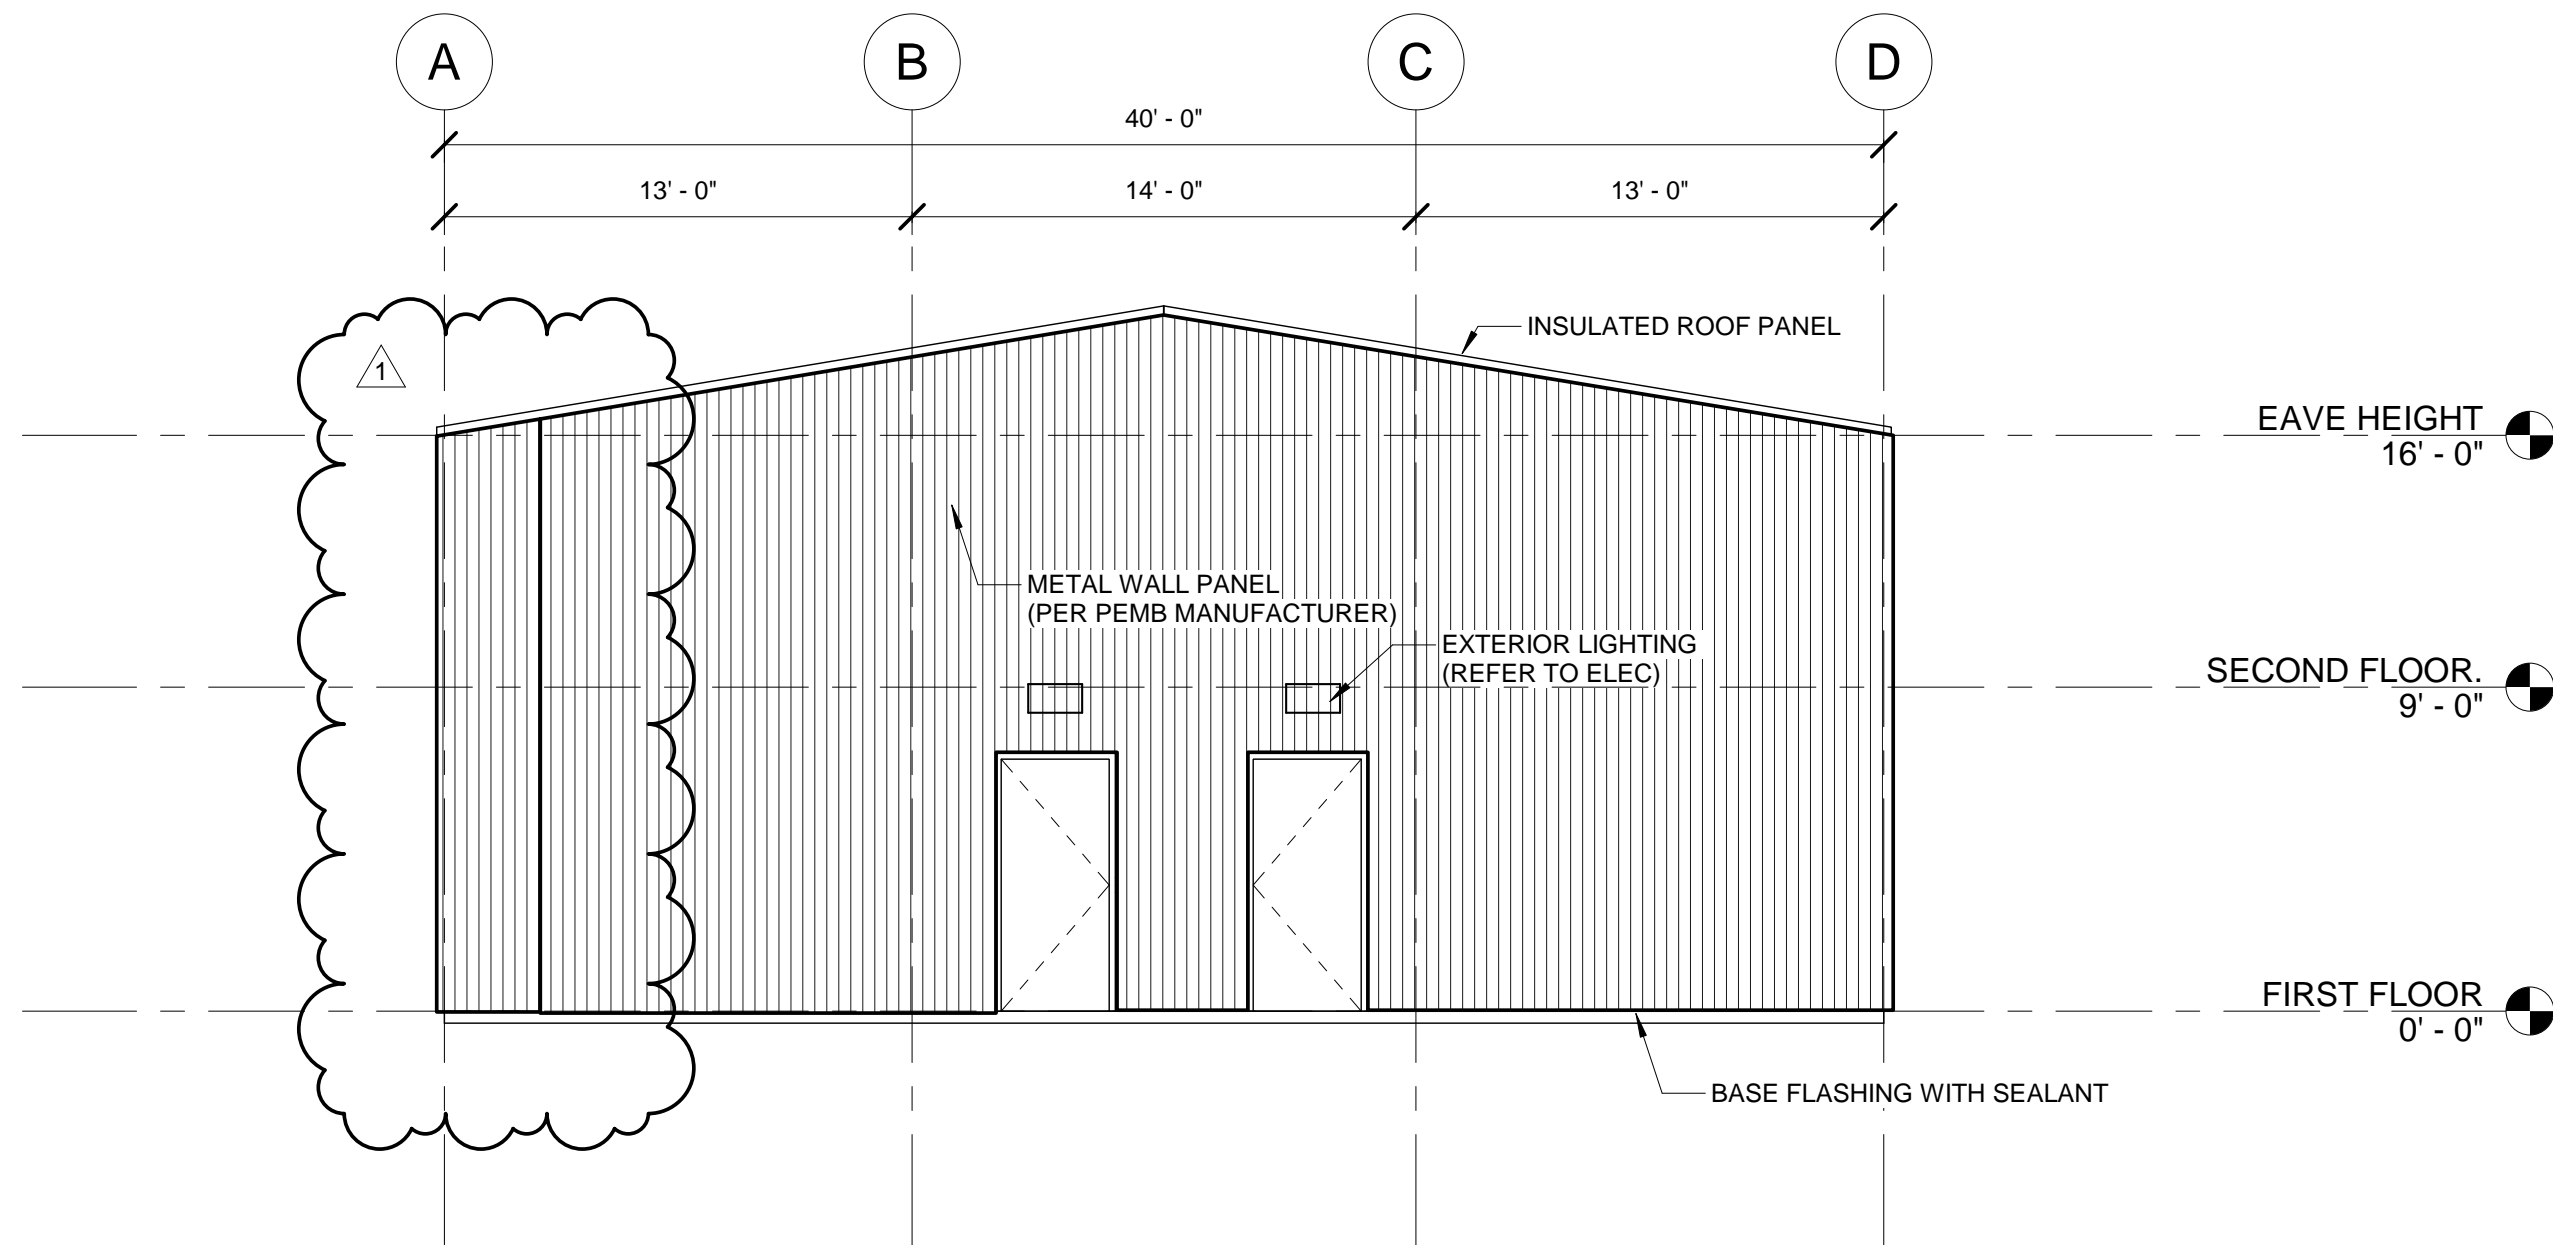 A
B
C
D
40' - 0"
13' - 0"
14' - 0"
13' - 0"
INSULATED ROOF PANEL
1
EAVE HEIGHT
16' - 0"
METAL WALL PANEL
(PER PEMB MANUFACTURER)
EXTERIOR LIGHTING
(REFER TO ELEC)
SECOND FLOOR.
9' - 0"
FIRST FLOOR
0' - 0"
BASE FLASHING WITH SEALANT